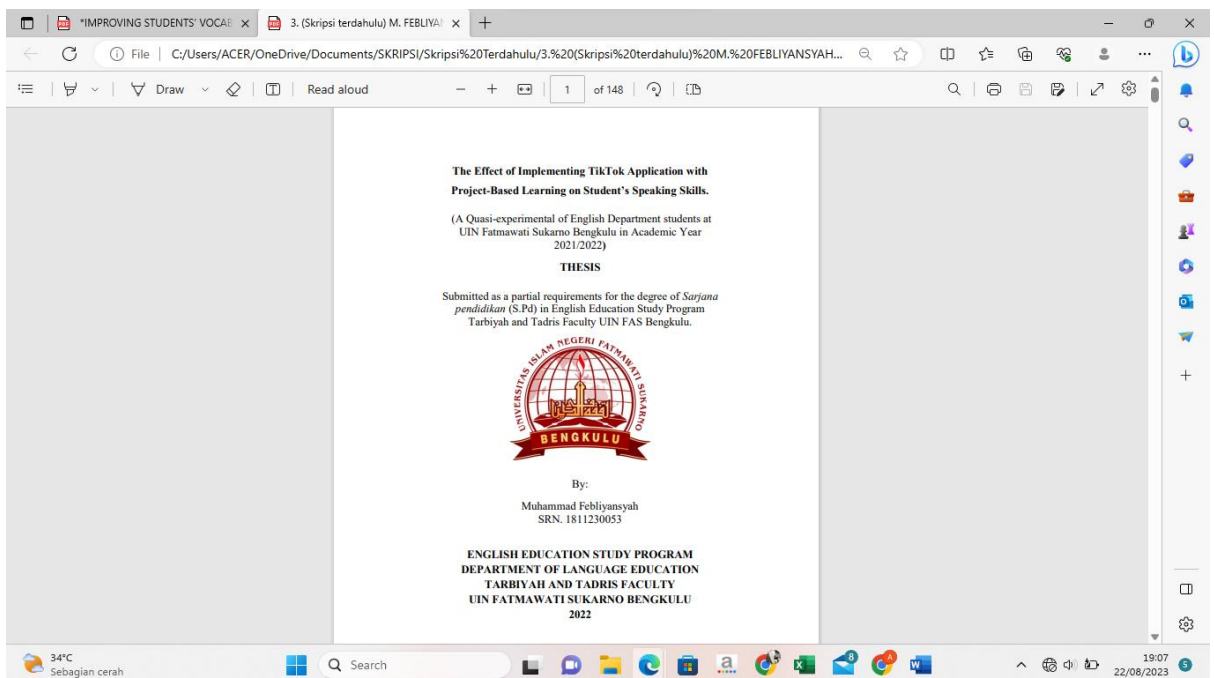 *IMPROVING STUDENTS' VOCAB
3. (Skripsi terdahulu) M. FEBLIYA
File
C:/Users/ACER/OneDrive/Documents/SKRIPSI/Skripsi%20Terdahulu/3.%20(Skripsi%20terdahulu)%20M.%20FEBLIYANSYAH...
Draw
Read aloud
1 of 148
The Effect of Implementing TikTok Application with
Project-Based Learning on Student's Speaking Skills.
(A Quasi-experimental of English Department students at
UIN Fatmawati Sukarno Bengkulu in Academic Year
2021/2022)
THESIS
Submitted as a partial requirements for the degree of Sarjana
pendidikan (S.Pd) in English Education Study Program
Tarbiyah and Tadris Faculty UIN FAS Bengkulu.
UNIVERSITAS ISLAM NEGERI FATMAWATI SUKARNO
BENGKULU
By:
Muhammad Febliyansyah
SRN. 1811230053
ENGLISH EDUCATION STUDY PROGRAM
DEPARTMENT OF LANGUAGE EDUCATION
TARBIYAH AND TADRIS FACULTY
UIN FATMAWATI SUKARNO BENGKULU
2022
34°C
Sebagian cerah
Search
19:07
22/08/2023